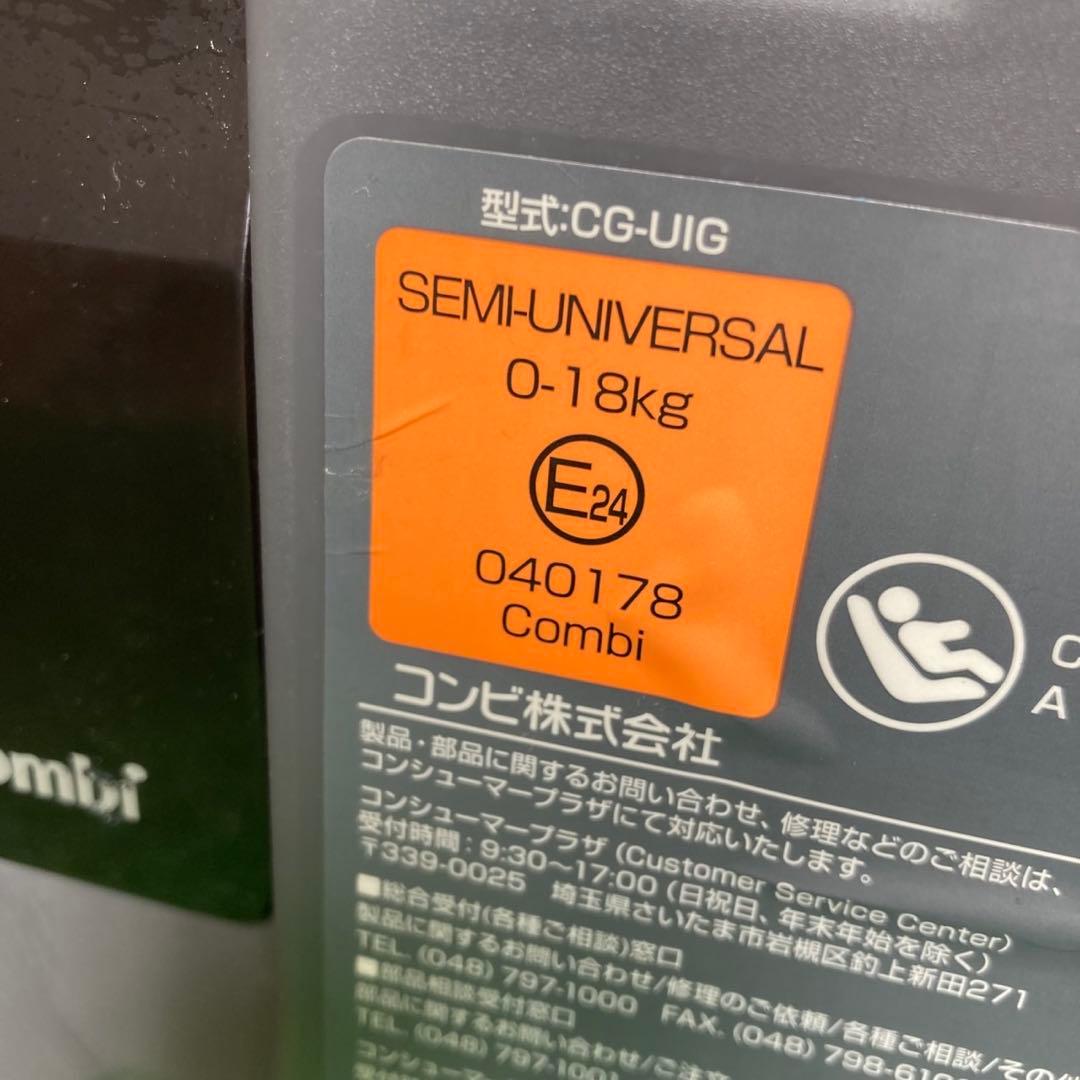 型式:CG-UIG
SEMI-UNIVERSAL
0-18kg
E24
040178
Combi
コンビ株式会社
製品・部品に関するお問い合わせ、修理などのご相談は、
コンシューマープラザにて対応いたします。
コンシューマープラザ (Customer Service Center)
受付時間:9:30〜17:00 (日祝日、年末年始を除く)
〒339-0025 埼玉県さいたま市岩槻区釣上新田271
■総合受付(各種ご相談)窓口
製品に関するお問い合わせ/修理のご依頼/各種ご相談/その
TEL. (048) 797-1000 FAX. (048) 798-61
■部品相談受付窓口
部品に関するお問い合わせ/ご注文
TEL. (048) 797-1001
コンシューマー
A
ombi